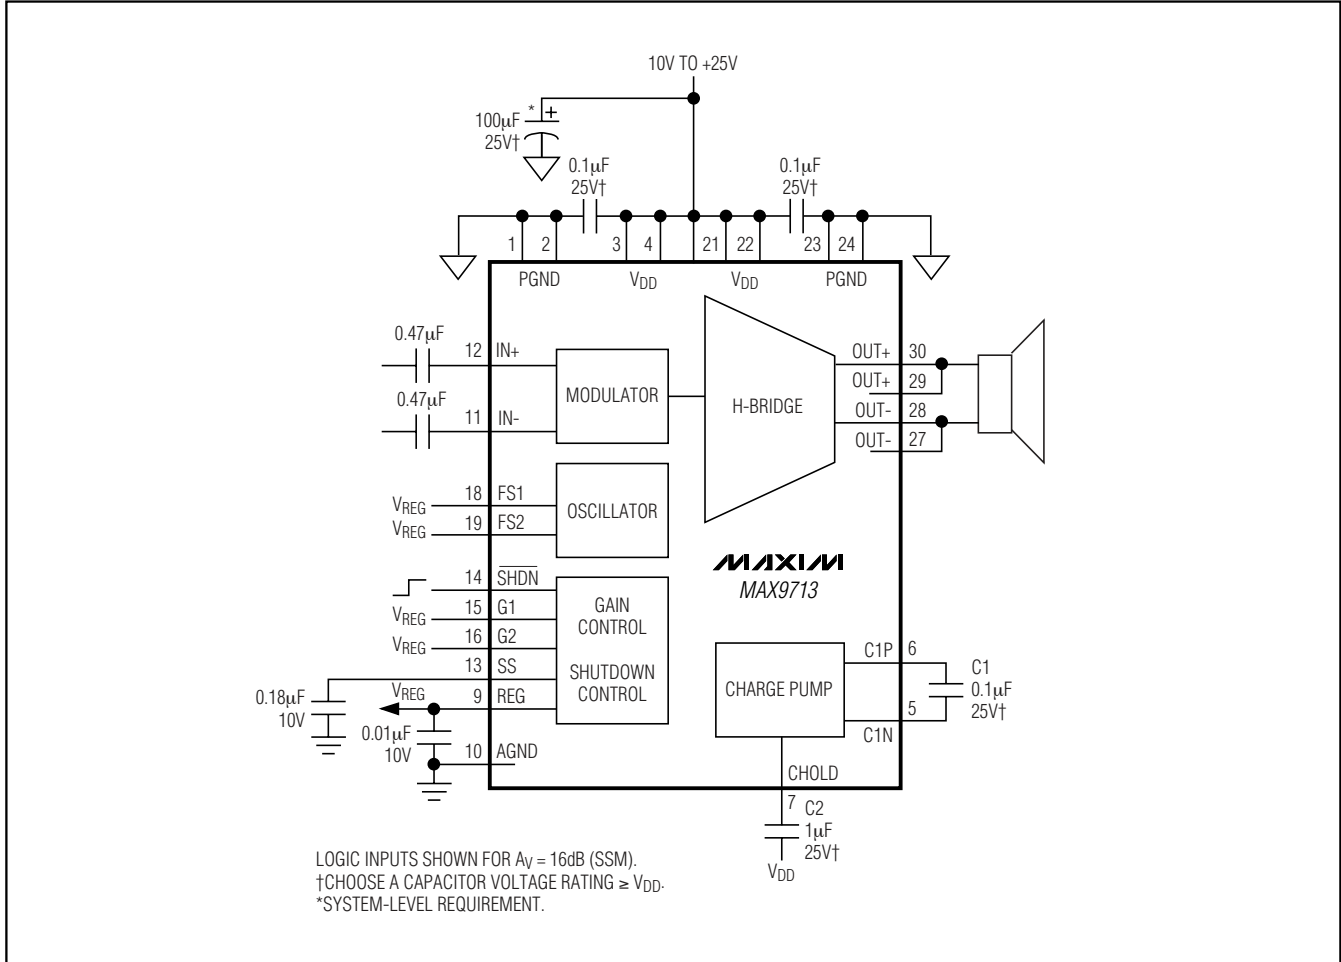 10V TO +25V
* +
100μF
25V†
0.1μF
25V†
0.1μF
25V†
1 2 3 4 21 22 23 24
PGND VDD VDD PGND
0.47μF
12 IN+
0.47μF
11 IN-
MODULATOR
H-BRIDGE
OUT+ 30
OUT+ 29
OUT- 28
OUT- 27
VREG 18 FS1
VREG 19 FS2
OSCILLATOR
MAXIM
MAX9713
14 SHDN
VREG 15 G1
VREG 16 G2
13 SS
VREG 9 REG
GAIN
CONTROL
SHUTDOWN
CONTROL
0.18μF
10V
0.01μF
10V
10 AGND
CHARGE PUMP
C1P 6
C1N 5
C1
0.1μF
25V†
CHOLD
7 C2
1μF
25V†
VDD
LOGIC INPUTS SHOWN FOR AV = 16dB (SSM).
†CHOOSE A CAPACITOR VOLTAGE RATING ≥ VDD.
*SYSTEM-LEVEL REQUIREMENT.